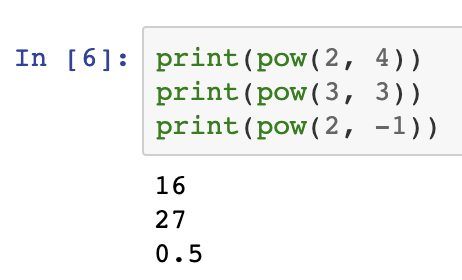 In [6]: print(pow(2, 4))
print(pow(3, 3))
print(pow(2, -1))
16
27
0.5